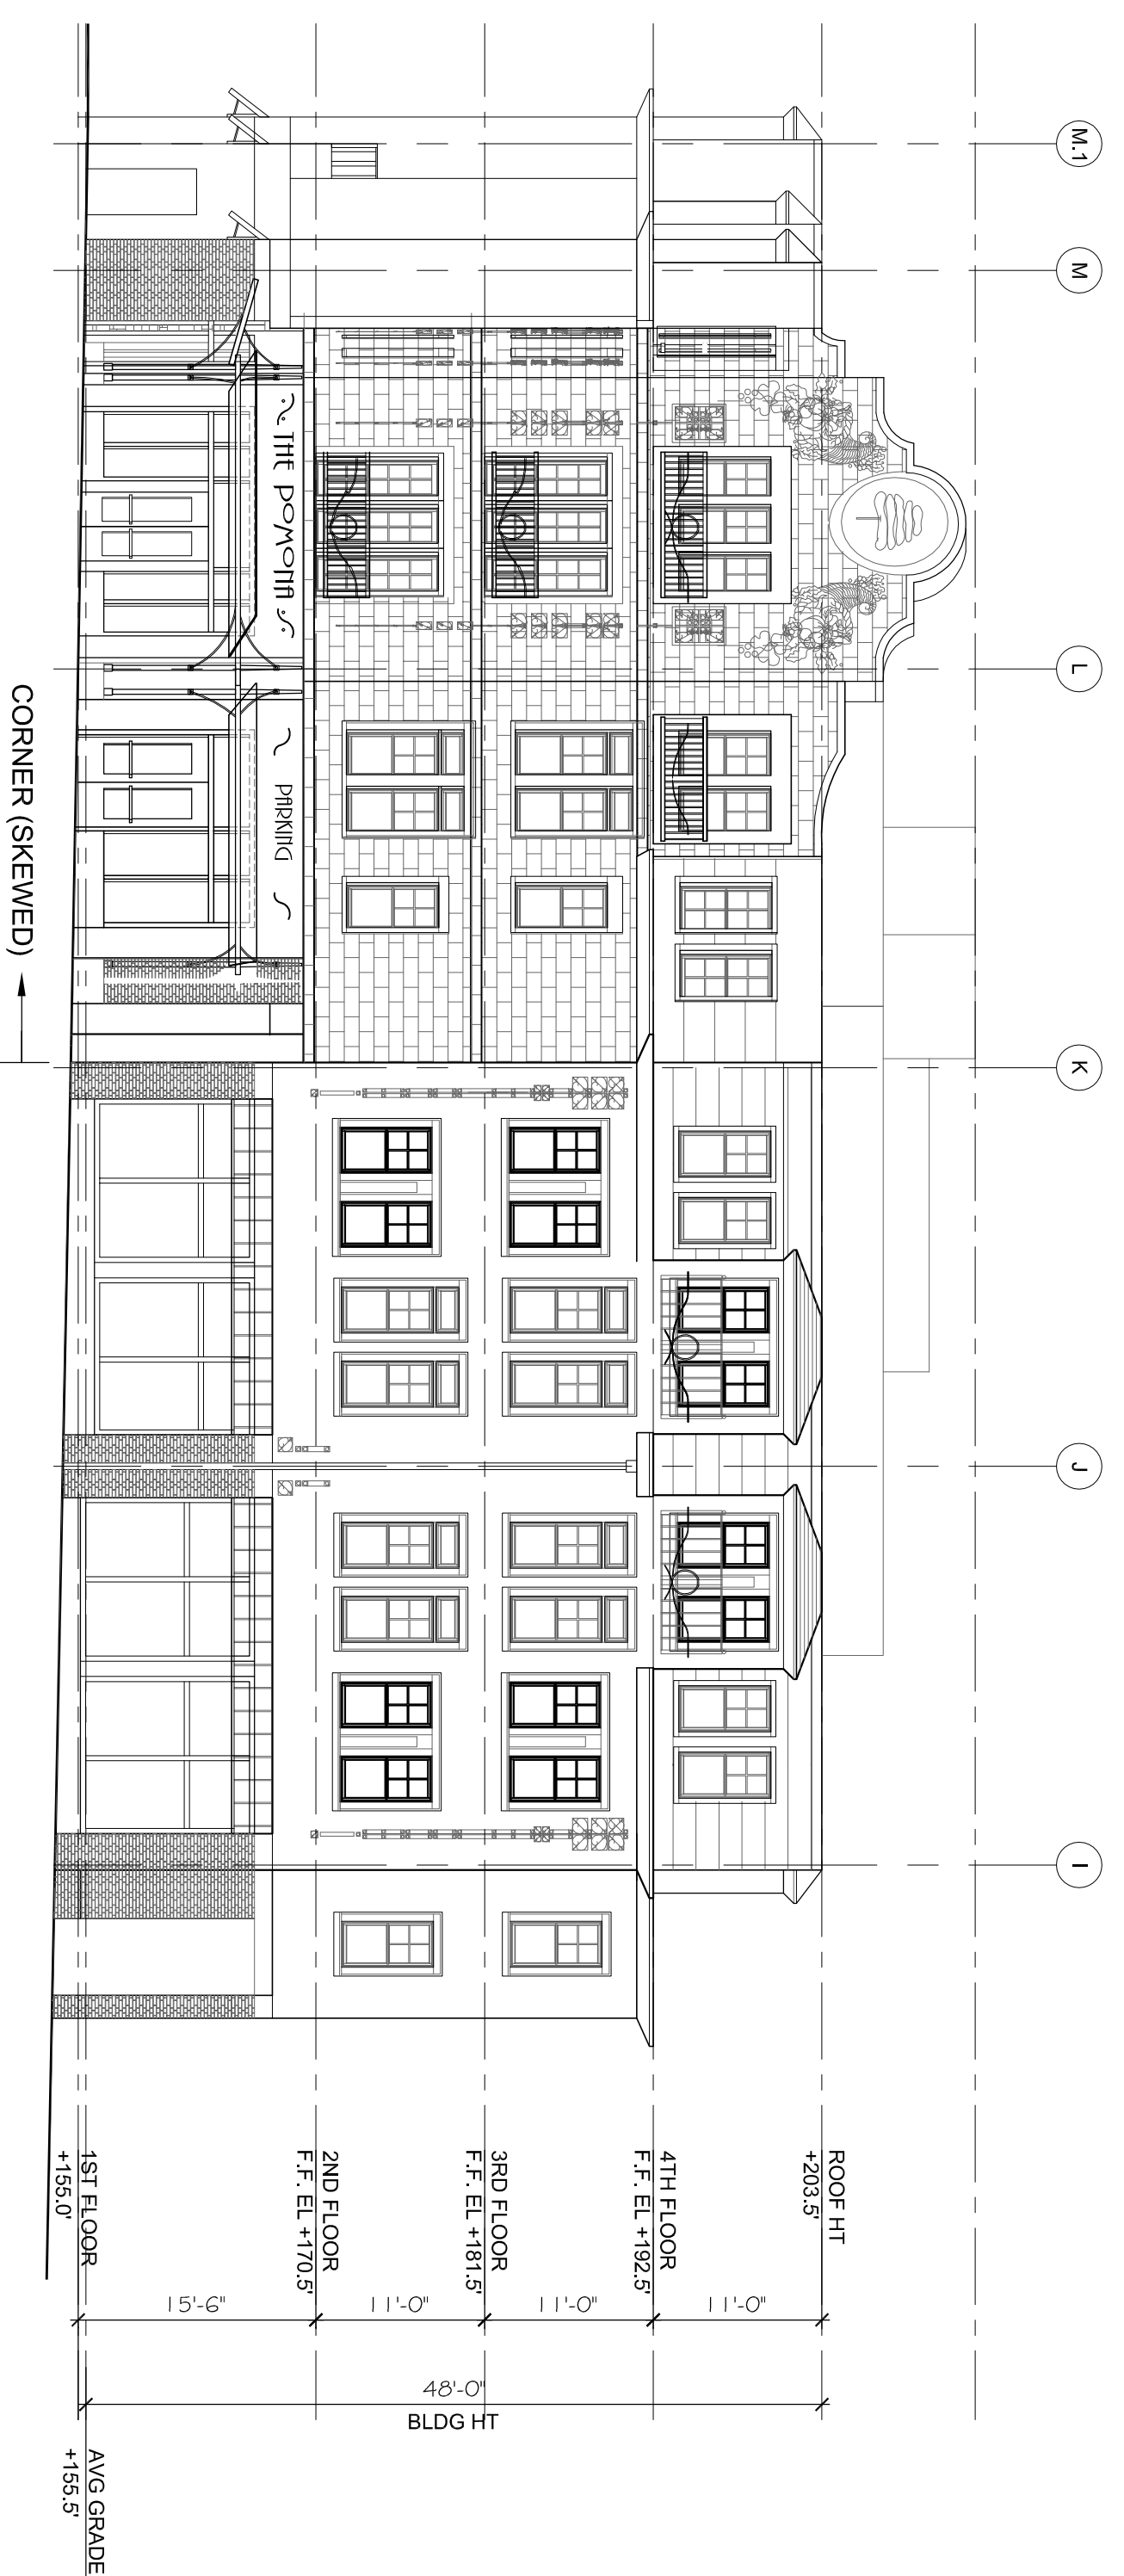 M.1
M
L
K
J
I
THE POMONA
PARKING
CORNER (SKEWED)
ROOF HT
+203.5'
4TH FLOOR
F.F. EL +192.5'
3RD FLOOR
F.F. EL +181.5'
2ND FLOOR
F.F. EL +170.5'
1ST FLOOR
+155.0'
11'-0"
11'-0"
11'-0"
15'-6"
48'-0"
BLDG HT
AVG GRADE
+155.5'